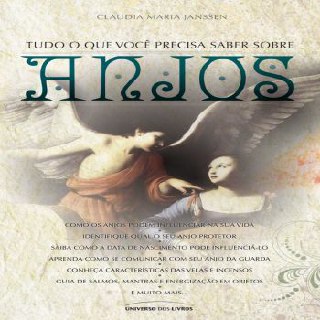 CLAUDIA MARIA JANSSEN
TUDO O QUE VOCÊ PRECISA SABER SOBRE
ANJOS
COMO OS ANJOS PODEM INFLUENCIAR NA SUA VIDA
IDENTIFIQUE QUAL O SEU ANJO PROTETOR
SAIBA COMO A DATA DE NASCIMENTO PODE INFLUENCIÁ-LO
APRENDA COMO SE COMUNICAR COM SEU ANJO DA GUARDA
CONHEÇA CARACTERÍSTICAS DAS VELAS E INCENSOS
GUIA DE SALMOS, MANTRAS E ENERGIZAÇÃO EM OBJETOS
E MUITO MAIS...
UNIVERSO DOS LIVROS